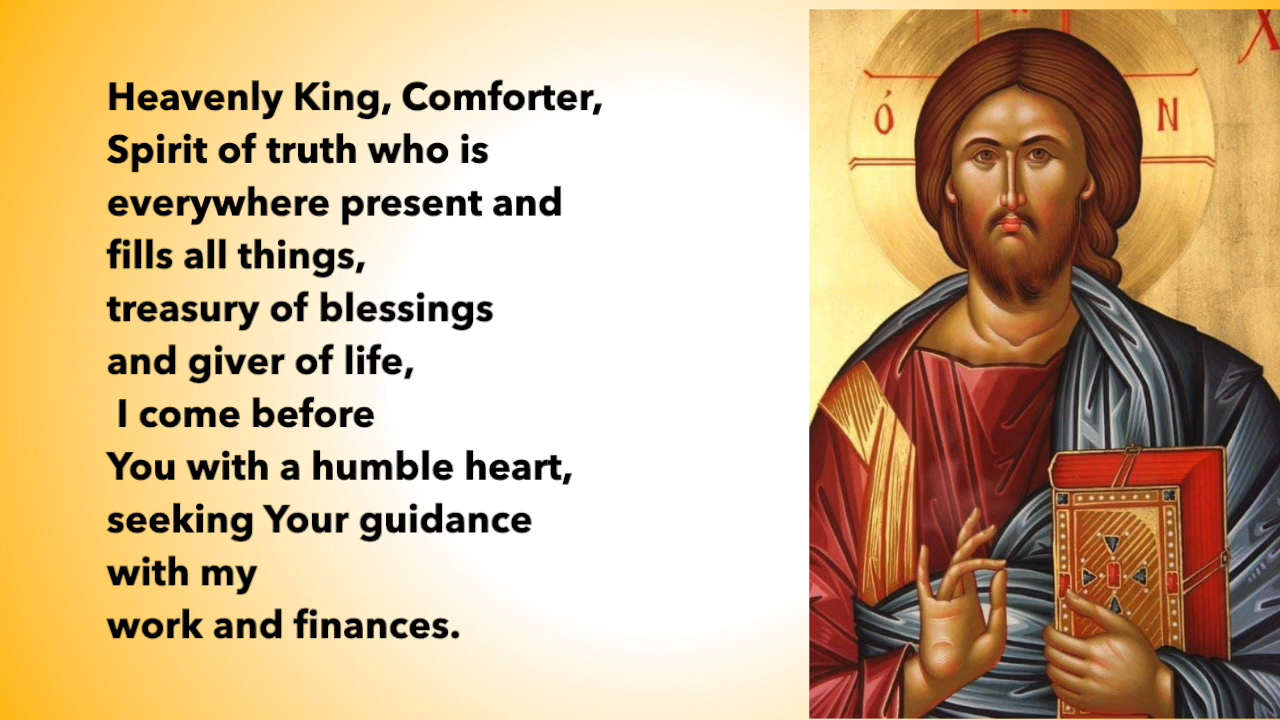 Heavenly King, Comforter,
Spirit of truth who is
everywhere present and
fills all things,
treasury of blessings
and giver of life,
I come before
You with a humble heart,
seeking Your guidance
with my
work and finances.
Ό Ν
Χ